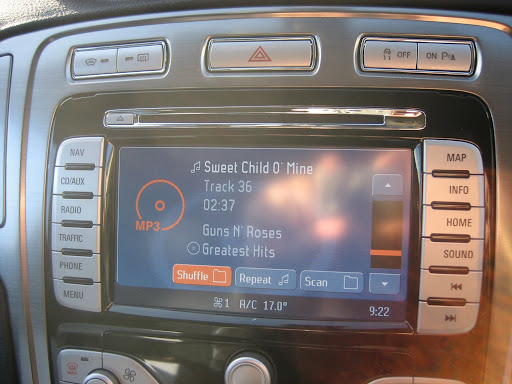 OFF
ON P
NAV
CD/AUX
RADIO
TRAFFIC
PHONE
MENU
Sweet Child O' Mine
Track 36
02:37
MP3
Guns N' Roses
Greatest Hits
Shuffle
Repeat
Scan
1 A/C 17.0°
9:22
MAP
INFO
HOME
SOUND